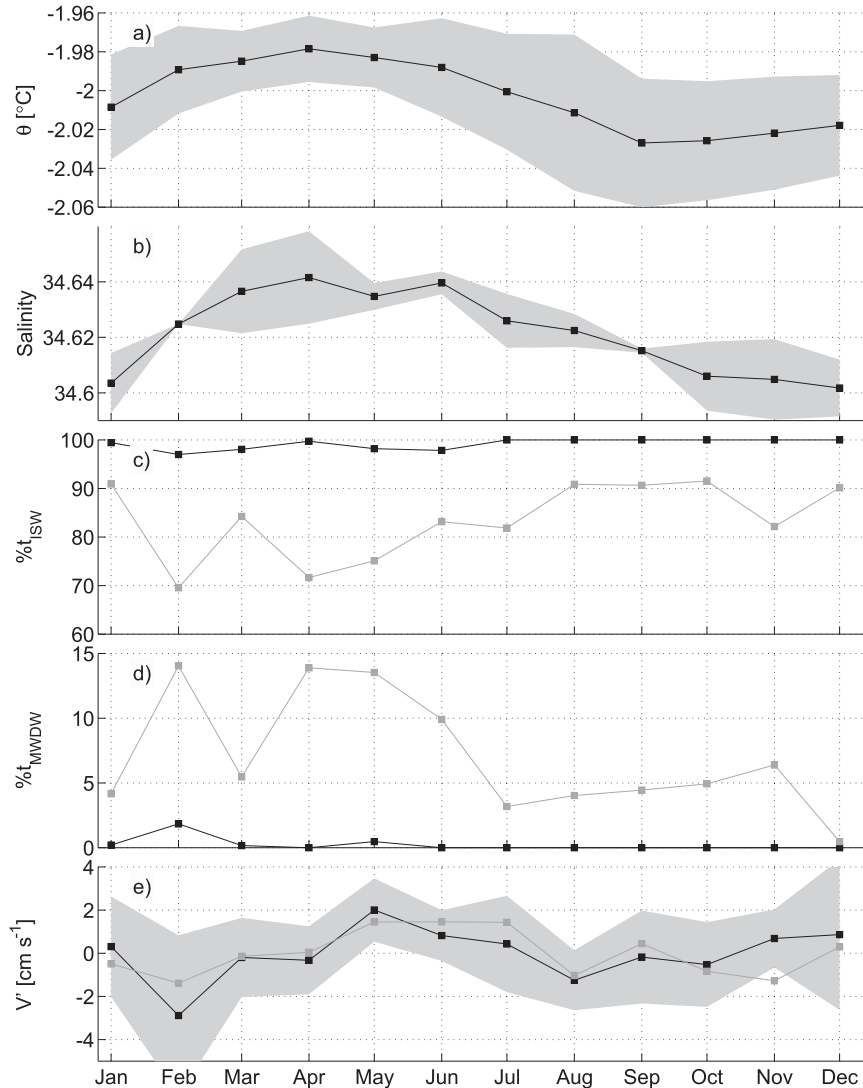 -1.96
a)
-1.98
-2
-2.02
-2.04
-2.06
θ [°C]
b)
34.64
34.62
34.6
Salinity
100
c)
90
80
70
60
%t_ISW
15
d)
10
5
0
%t_MWDW
4
e)
2
0
-2
-4
V' [cm s⁻¹]
Jan Feb Mar Apr May Jun Jul Aug Sep Oct Nov Dec